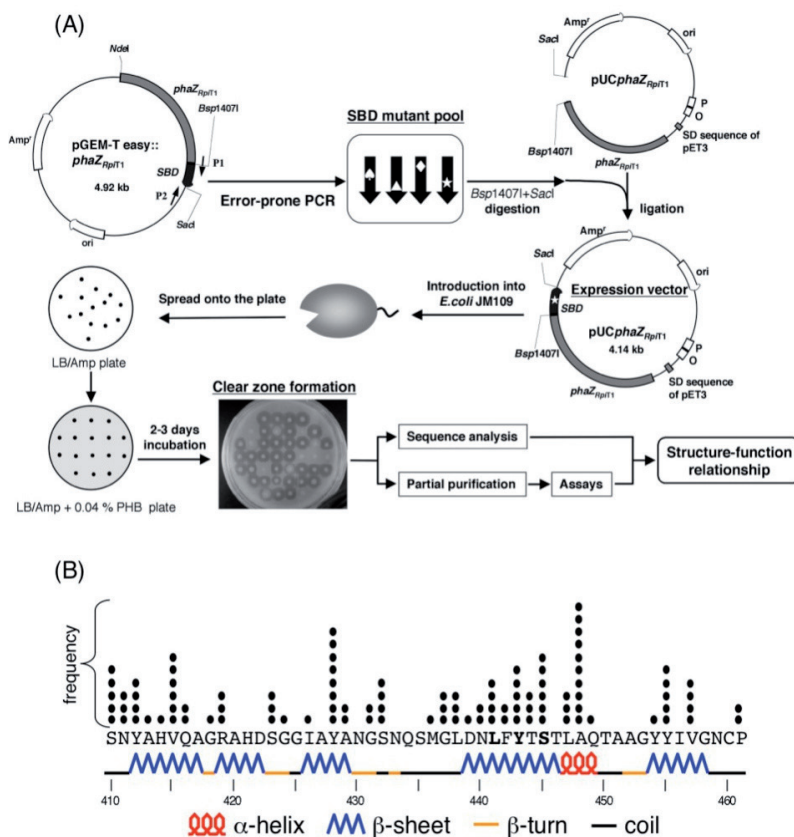 (A)
NdeI
phaZRpiT1
Bsp1407I
Ampr
pGEM-T easy::
phaZRpiT1
4.92 kb
SBD
P1
P2
SacI
ori
Error-prone PCR
SBD mutant pool
Bsp1407I+SacI
digestion
SacI
Ampr
ori
pUCphaZRpiT1
P
O
SD sequence of
pET3
Bsp1407I
phaZRpiT1
ligation
SacI
Ampr
ori
Expression vector
SBD
pUCphaZRpiT1
4.14 kb
P
O
Bsp1407I
SD sequence
of pET3
phaZRpiT1
Introduction into
E.coli JM109
Spread onto the plate
LB/Amp plate
2-3 days
incubation
LB/Amp + 0.04 % PHB plate
Clear zone formation
Sequence analysis
Partial purification
Assays
Structure-function
relationship
(B)
frequency
SNYAHVQAGRAHDSGGIAYANGSNQSMGLDNLFYTSTLAQTAAGYYIVGNCP
410 420 430 440 450 460
α-helix β-sheet β-turn coil